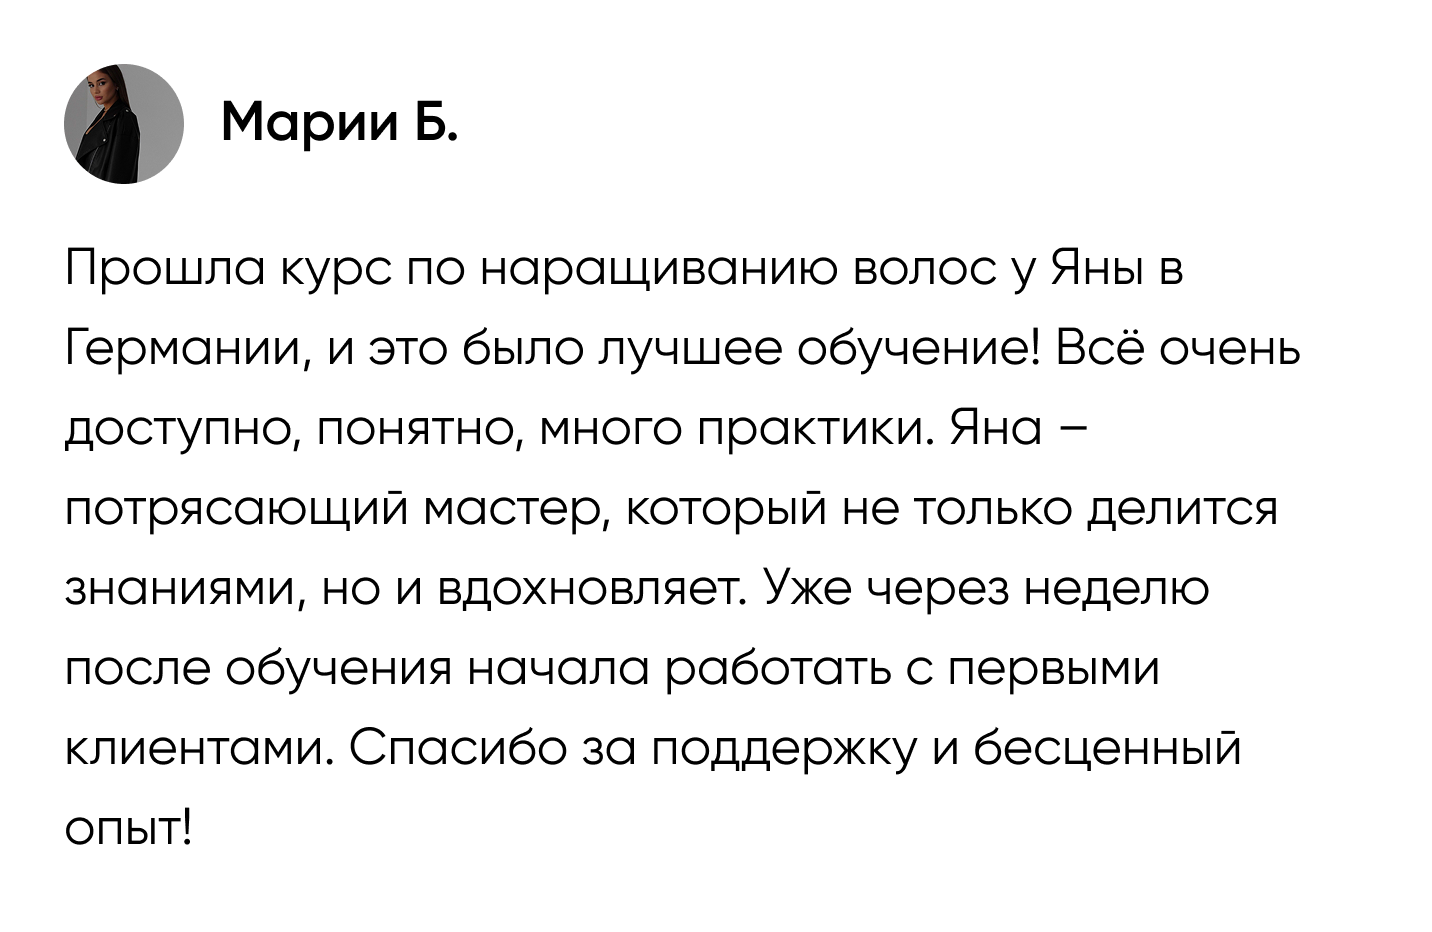 Марии Б.
Прошла курс по наращиванию волос у Яны в
Германии, и это было лучшее обучение! Всё очень
доступно, понятно, много практики. Яна –
потрясающий мастер, который не только делится
знаниями, но и вдохновляет. Уже через неделю
после обучения начала работать с первыми
клиентами. Спасибо за поддержку и бесценный
опыт!